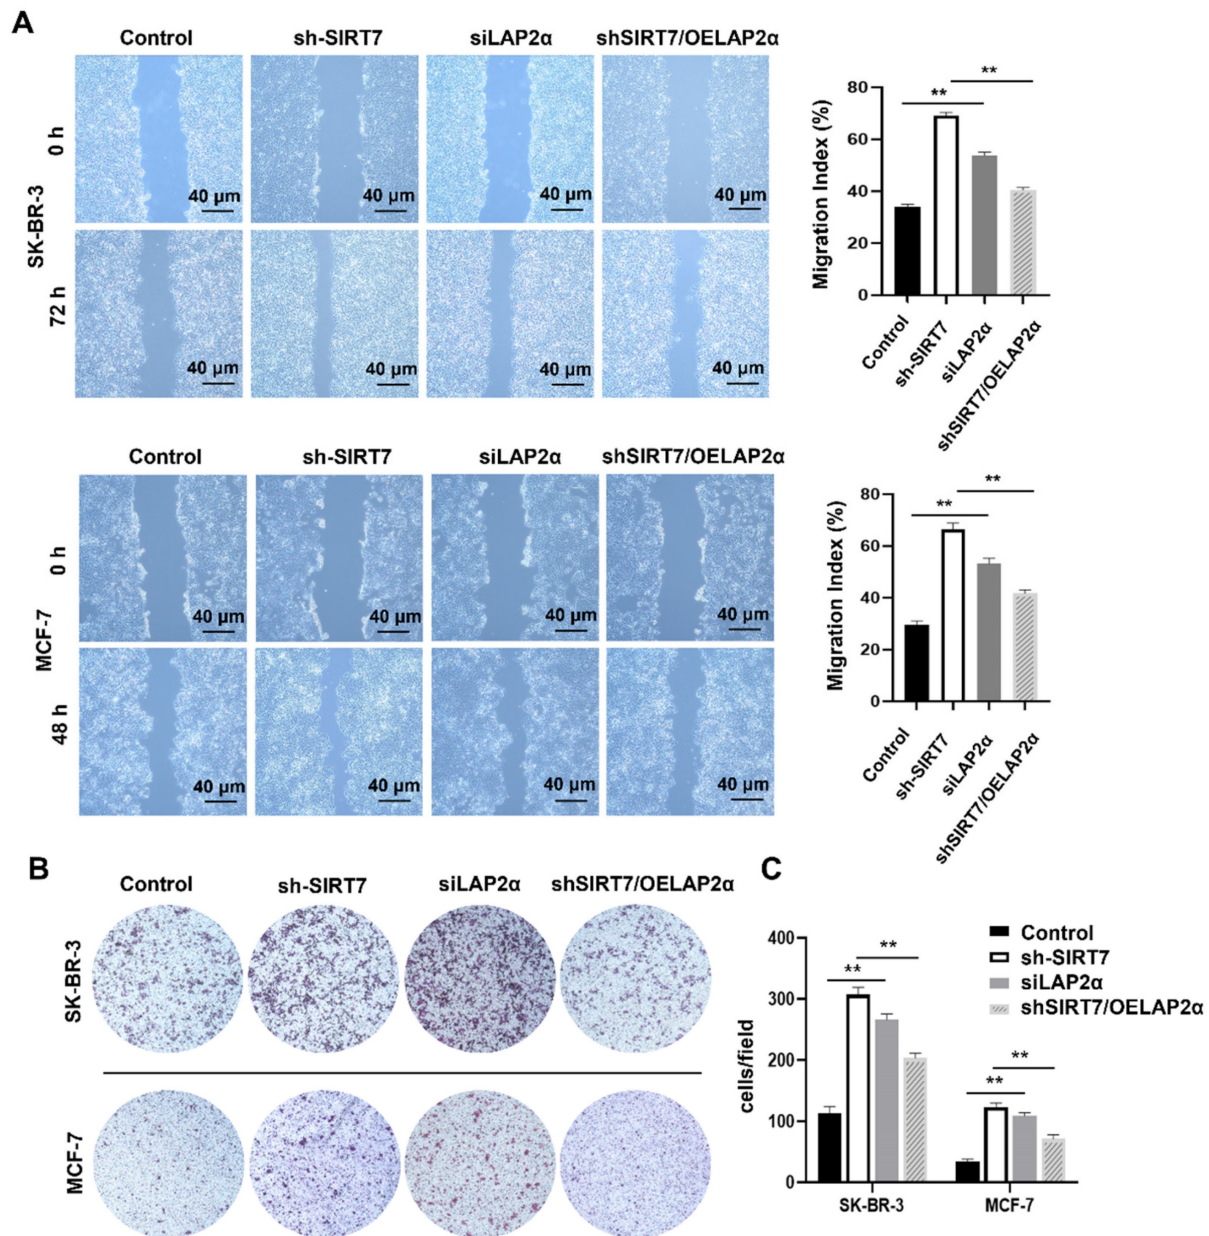 A
Control sh-SIRT7 siLAP2α shSIRT7/OELAP2α
SK-BR-3
0 h
40 µm 40 µm 40 µm 40 µm
72 h
40 µm 40 µm 40 µm 40 µm
Migration Index (%)
80
60
40
20
0
** **
Control sh-SIRT7 siLAP2α shSIRT7/OELAP2α
Control sh-SIRT7 siLAP2α shSIRT7/OELAP2α
MCF-7
0 h
40 µm 40 µm 40 µm 40 µm
48 h
40 µm 40 µm 40 µm 40 µm
Migration Index (%)
80
60
40
20
0
** **
Control sh-SIRT7 siLAP2α shSIRT7/OELAP2α
B
Control sh-SIRT7 siLAP2α shSIRT7/OELAP2α
SK-BR-3
MCF-7
C
Control
sh-SIRT7
siLAP2α
shSIRT7/OELAP2α
cells/field
400
300
200
100
0
** **
** **
SK-BR-3 MCF-7